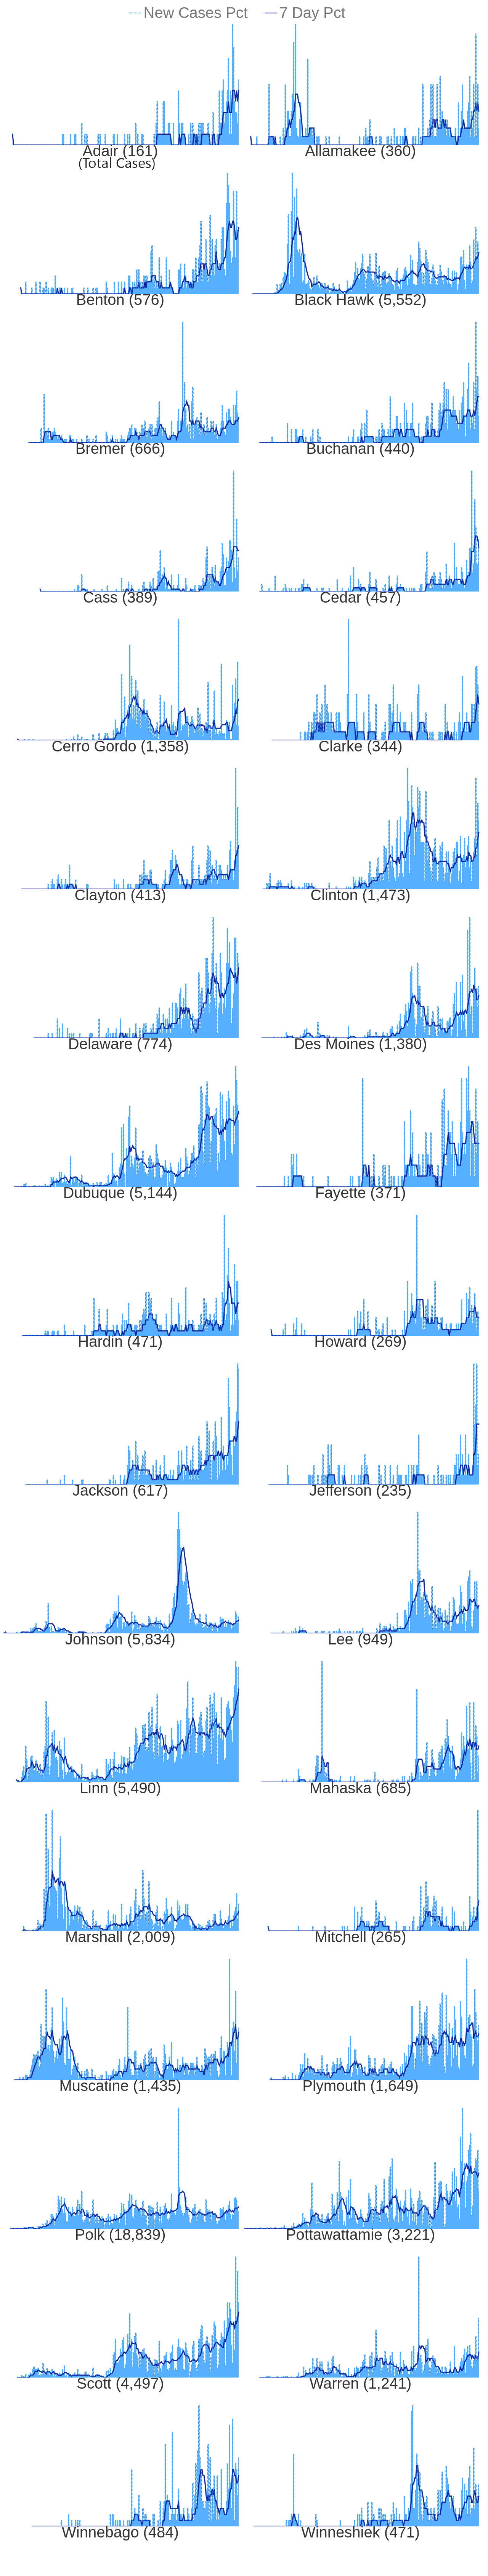 New Cases Pct 7 Day Pct
Adair (161) Allamakee (360)
(Total Cases)
Benton (576) Black Hawk (5,552)
Bremer (666) Buchanan (440)
Cass (389) Cedar (457)
Cerro Gordo (1,358) Clarke (344)
Clayton (413) Clinton (1,473)
Delaware (774) Des Moines (1,380)
Dubuque (5,144) Fayette (371)
Hardin (471) Howard (269)
Jackson (617) Jefferson (235)
Johnson (5,834) Lee (949)
Linn (5,490) Mahaska (685)
Marshall (2,009) Mitchell (265)
Muscatine (1,435) Plymouth (1,649)
Polk (18,839) Pottawattamie (3,221)
Scott (4,497) Warren (1,241)
Winnebago (484) Winneshiek (471)